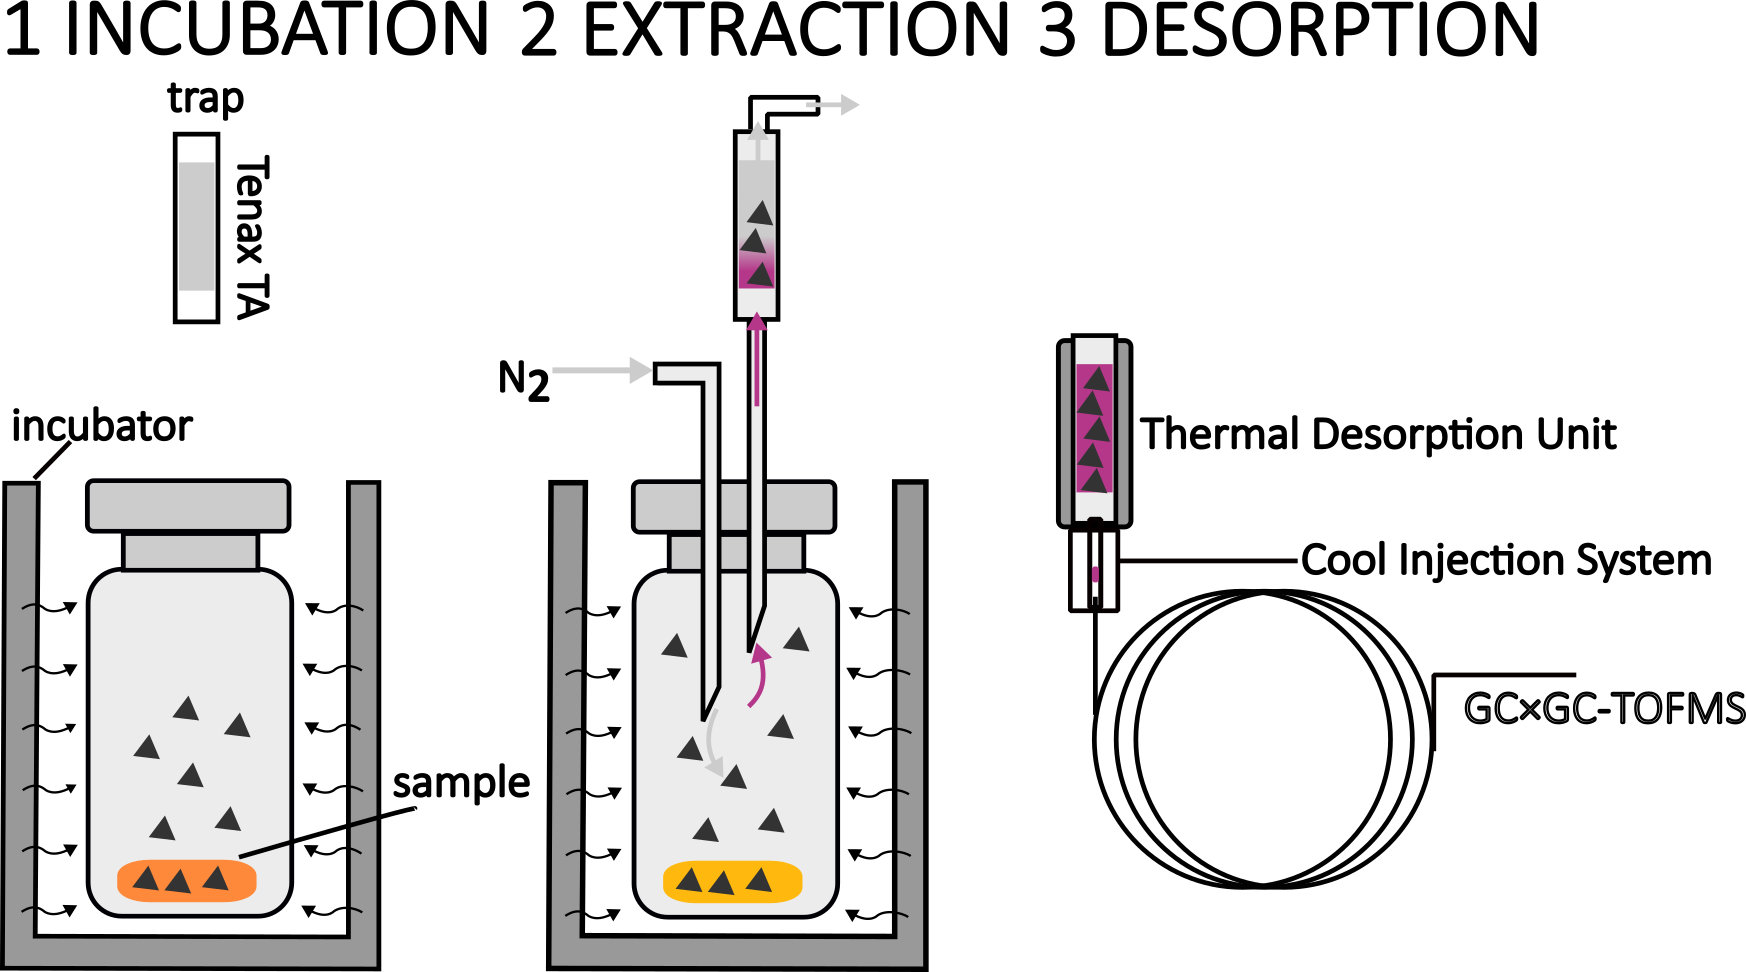 1 INCUBATION 2 EXTRACTION 3 DESORPTION
trap
Tenax TA
N2
incubator
Thermal Desorption Unit
Cool Injection System
GC×GC-TOFMS
sample